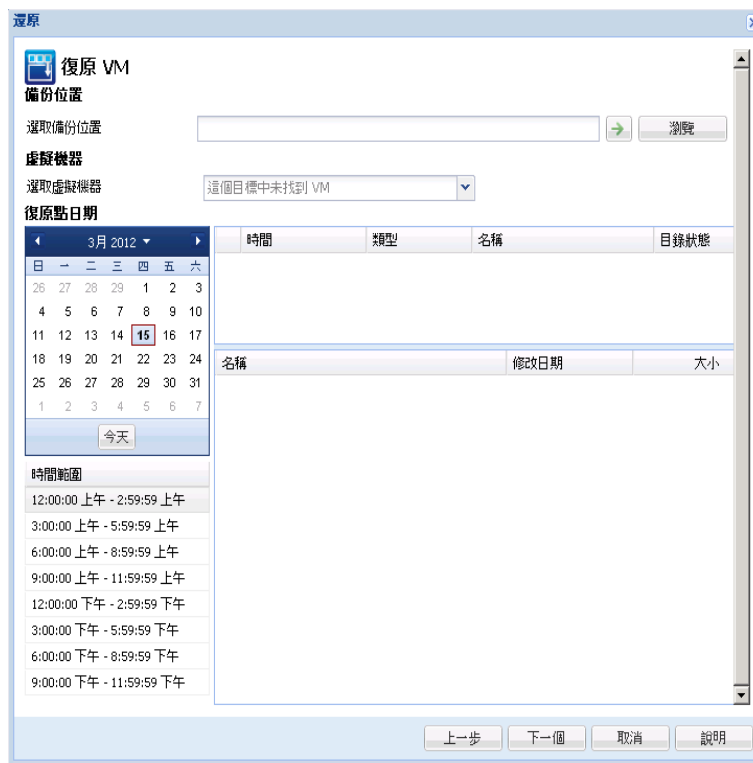 還原
復原 VM
備份位置
選取備份位置
瀏覽
虛擬機器
選取虛擬機器 這個目標中未找到 VM
復原點日期
3月 2012
日 一 二 三 四 五 六
26 27 28 29 1 2 3
4 5 6 7 8 9 10
11 12 13 14 15 16 17
18 19 20 21 22 23 24
25 26 27 28 29 30 31
1 2 3 4 5 6 7
今天
時間 類型 名稱 目錄狀態
名稱 修改日期 大小
時間範圍
12:00:00 上午 - 2:59:59 上午
3:00:00 上午 - 5:59:59 上午
6:00:00 上午 - 8:59:59 上午
9:00:00 上午 - 11:59:59 上午
12:00:00 下午 - 2:59:59 下午
3:00:00 下午 - 5:59:59 下午
6:00:00 下午 - 8:59:59 下午
9:00:00 下午 - 11:59:59 下午
上一步 下一個 取消 說明